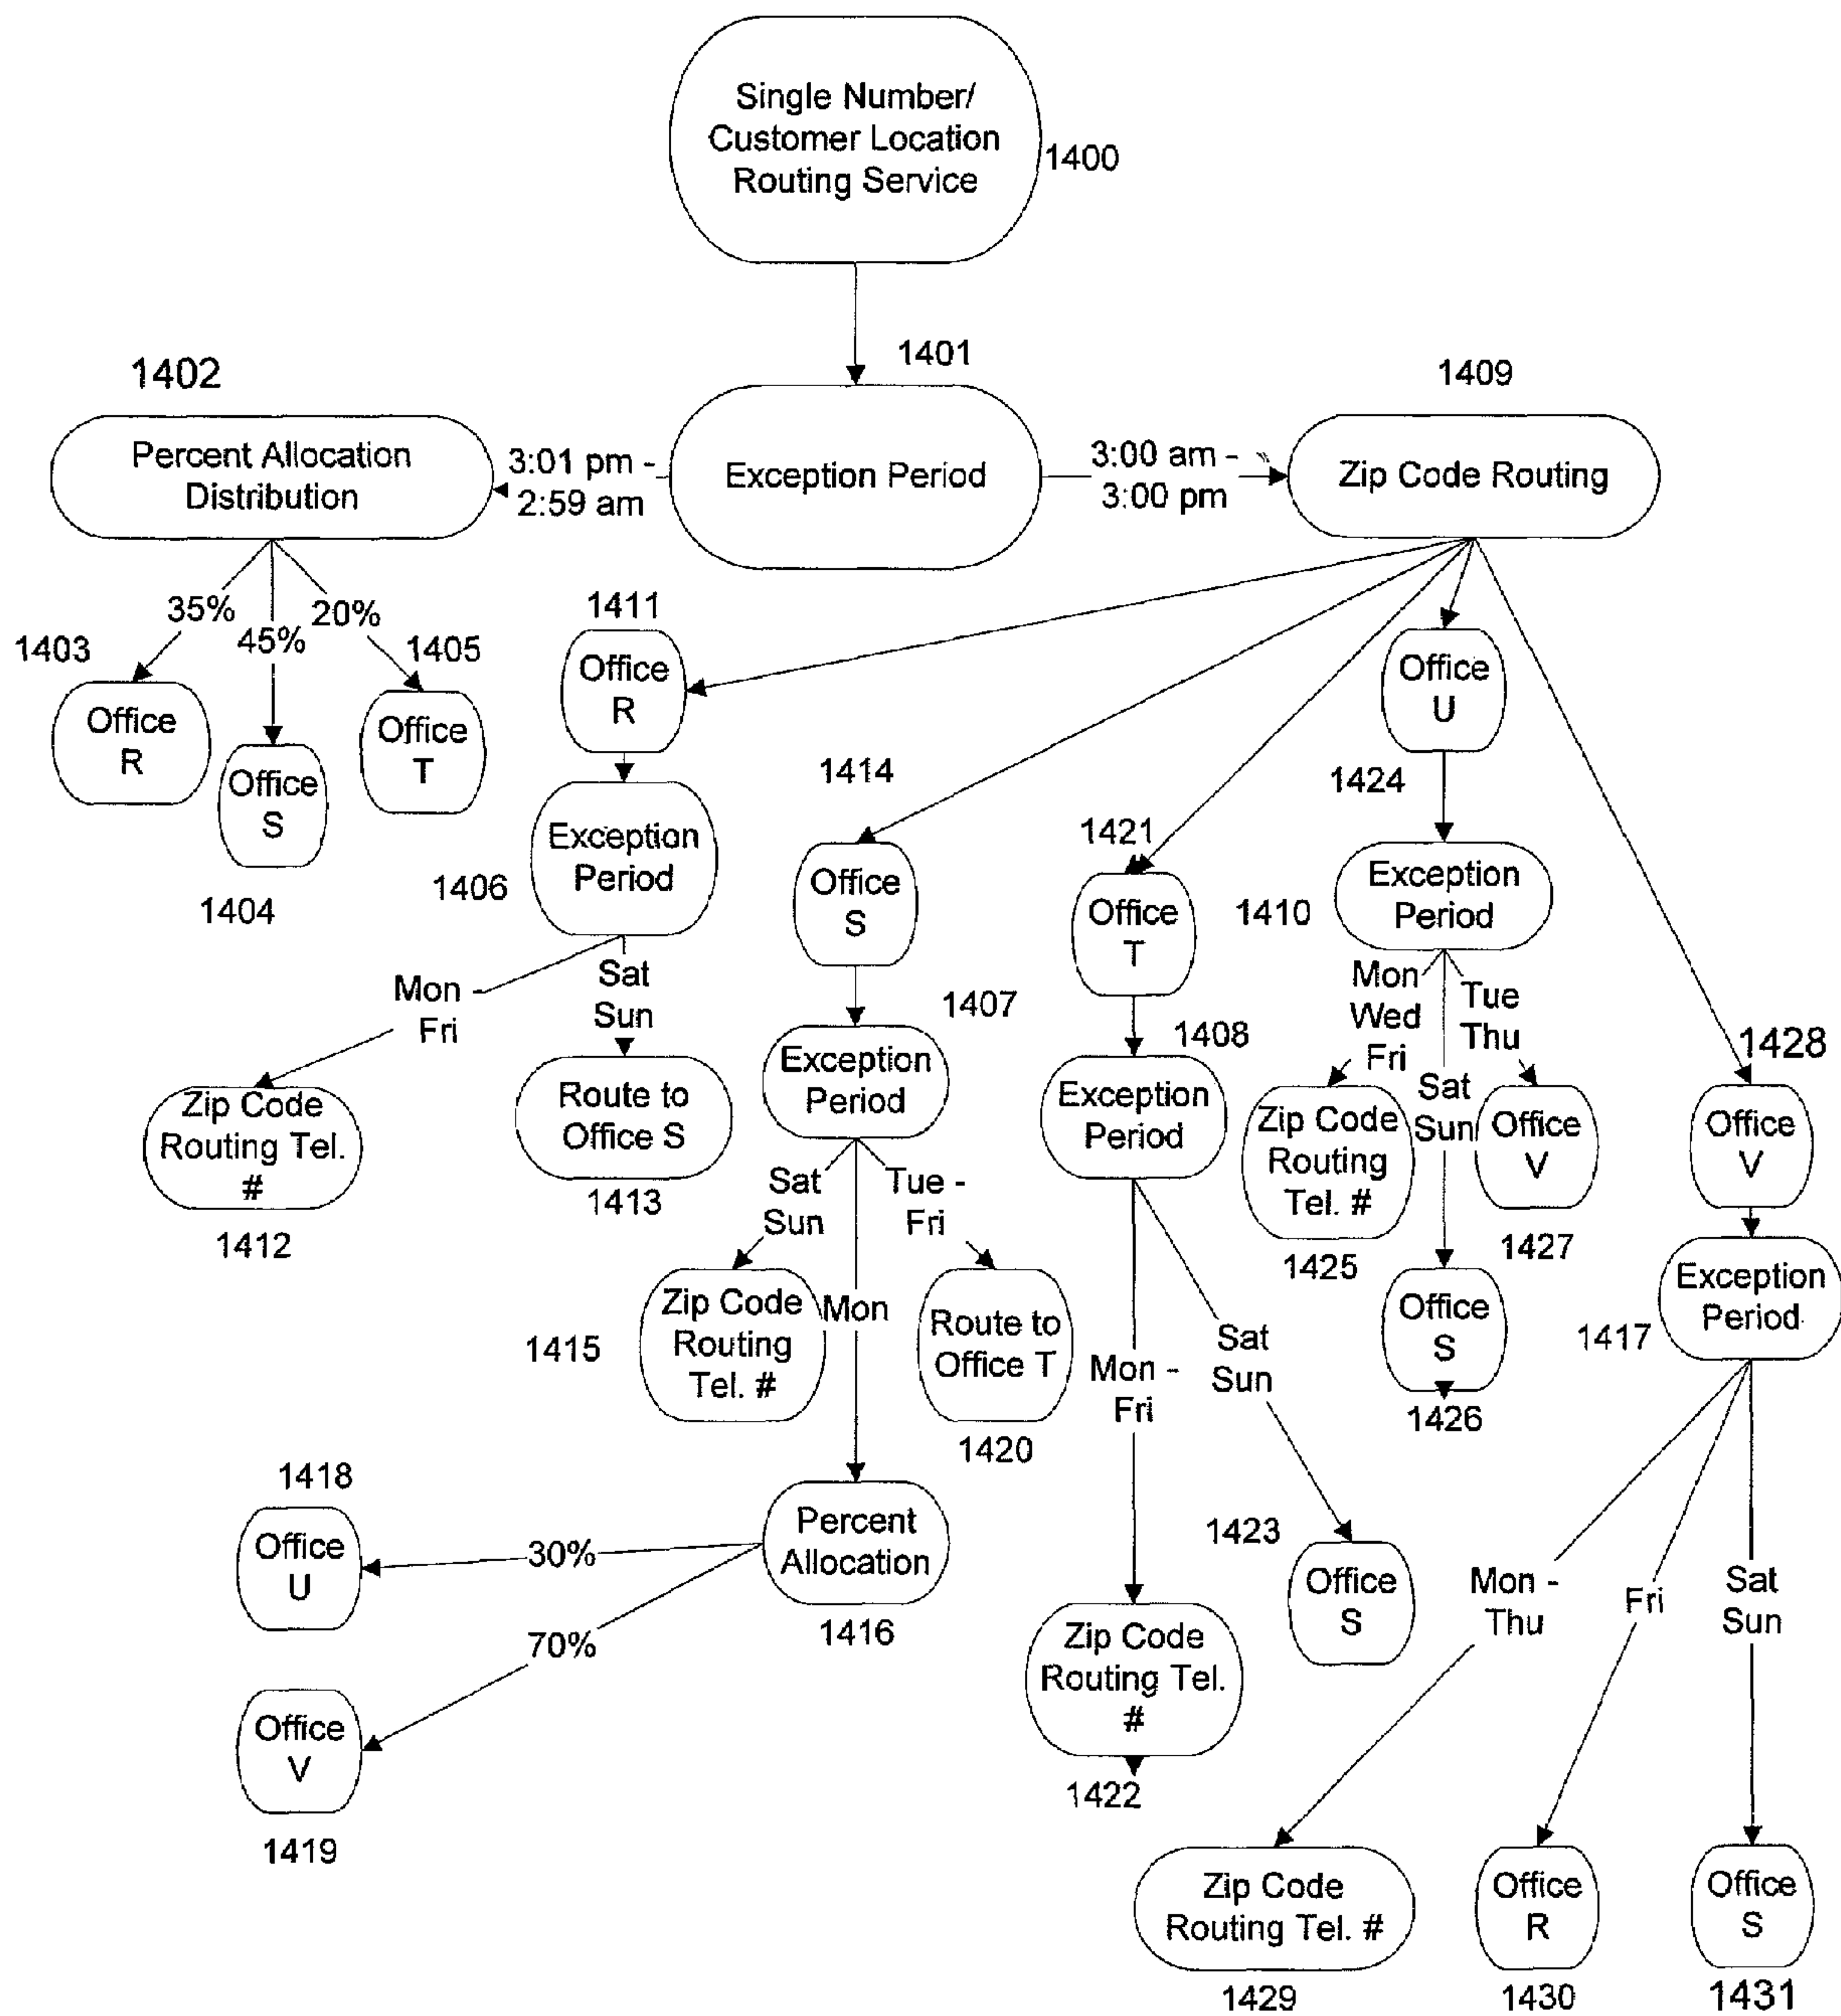 Single Number/
Customer Location
Routing Service
1400
1401
1402
1409
Percent Allocation
Distribution
3:01 pm -
2:59 am
Exception Period
3:00 am -
3:00 pm
Zip Code Routing
35%
45%
20%
1403
Office
R
Office
S
1404
1405
Office
T
1411
Office
R
1406
Exception
Period
Mon -
Fri
Sat
Sun
Zip Code
Routing Tel.
#
1412
Route to
Office S
1413
1414
Office
S
1407
Exception
Period
Sat
Sun
Mon
Tue -
Fri
1415
Zip Code
Routing
Tel. #
Route to
Office T
1420
Percent
Allocation
1416
30%
70%
1418
Office
U
Office
V
1419
1421
Office
T
1408
Exception
Period
Mon -
Fri
Sat
Sun
Zip Code
Routing Tel.
#
1422
1423
Office
S
Office
U
1424
1410
Exception
Period
Mon
Wed
Fri
Sat
Sun
Tue
Thu
Zip Code
Routing
Tel. #
1425
Office
S
1426
Office
V
1427
1428
Office
V
1417
Exception
Period
Mon -
Thu
Fri
Sat
Sun
Zip Code
Routing Tel. #
1429
Office
R
1430
Office
S
1431